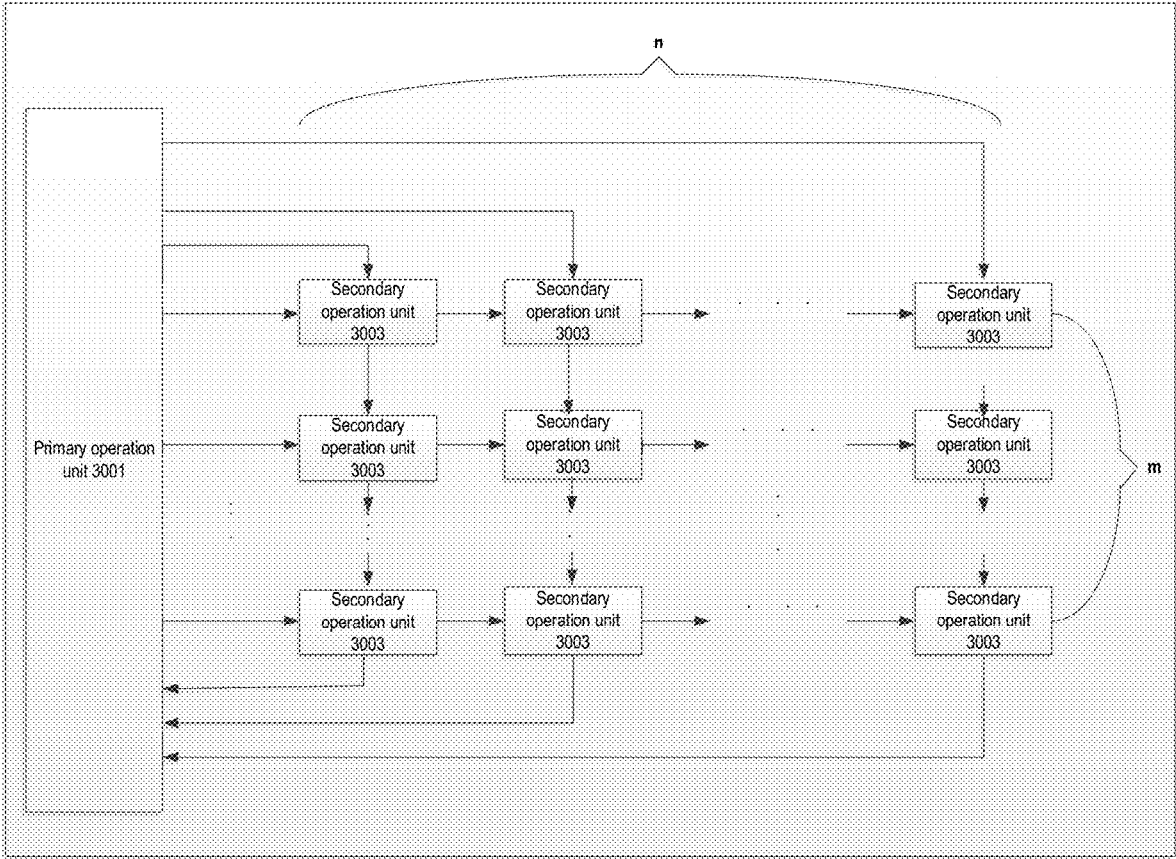 n
Secondary
operation unit
3003
Secondary
operation unit
3003
Secondary
operation unit
3003
Primary operation
unit 3001
Secondary
operation unit
3003
Secondary
operation unit
3003
Secondary
operation unit
3003
m
Secondary
operation unit
3003
Secondary
operation unit
3003
Secondary
operation unit
3003